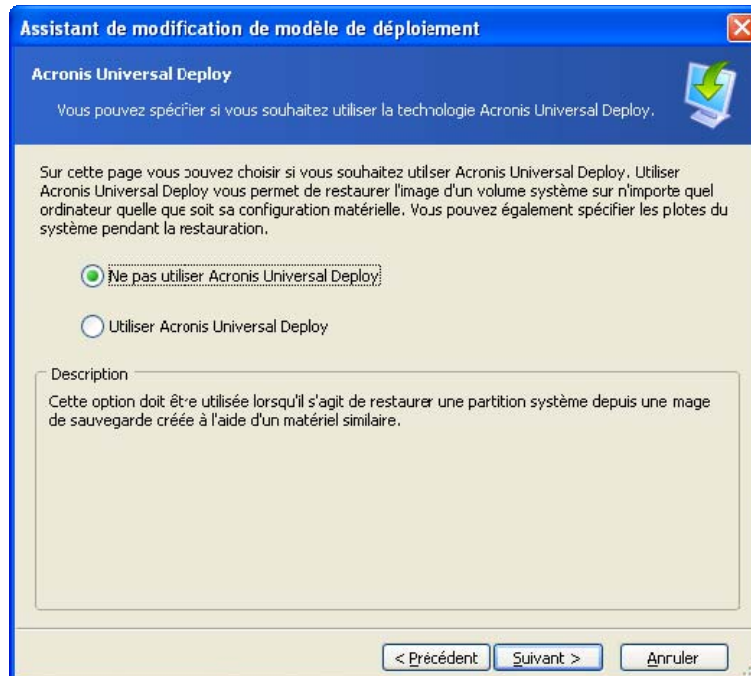 Assistant de modification de modèle de déploiement
Acronis Universal Deploy
Vous pouvez spécifier si vous souhaitez utiliser la technologie Acronis Universal Deploy.
Sur cette page vous pouvez choisir si vous souhaitez utiliser Acronis Universal Deploy. Utiliser
Acronis Universal Deploy vous permet de restaurer l'image d'un volume système sur n'importe quel
ordinateur quelle que soit sa configuration matérielle. Vous pouvez également spécifier les plotes du
système pendant la restauration.
Ne pas utiliser Acronis Universal Deploy
Utiliser Acronis Universal Deploy
Description
Cette option doit être utilisée lorsqu'il s'agit de restaurer une partition système depuis une mage
de sauvegarde créée à l'aide d'un matériel similaire.
< Précédent
Suivant >
Annuler